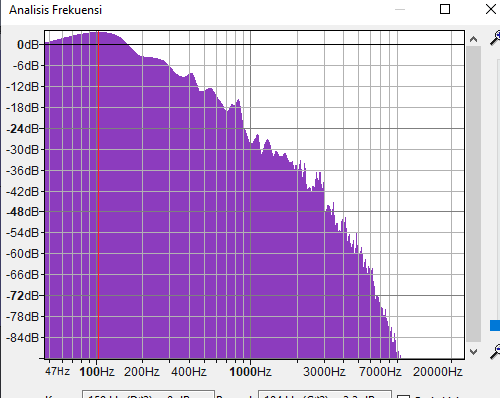 Analisis Frekuensi
0dB
-6dB
-12dB
-18dB
-24dB
-30dB
-36dB
-42dB
-48dB
-54dB
-60dB
-66dB
-72dB
-78dB
-84dB
47Hz 100Hz 200Hz 400Hz 1000Hz 3000Hz 7000Hz 20000Hz